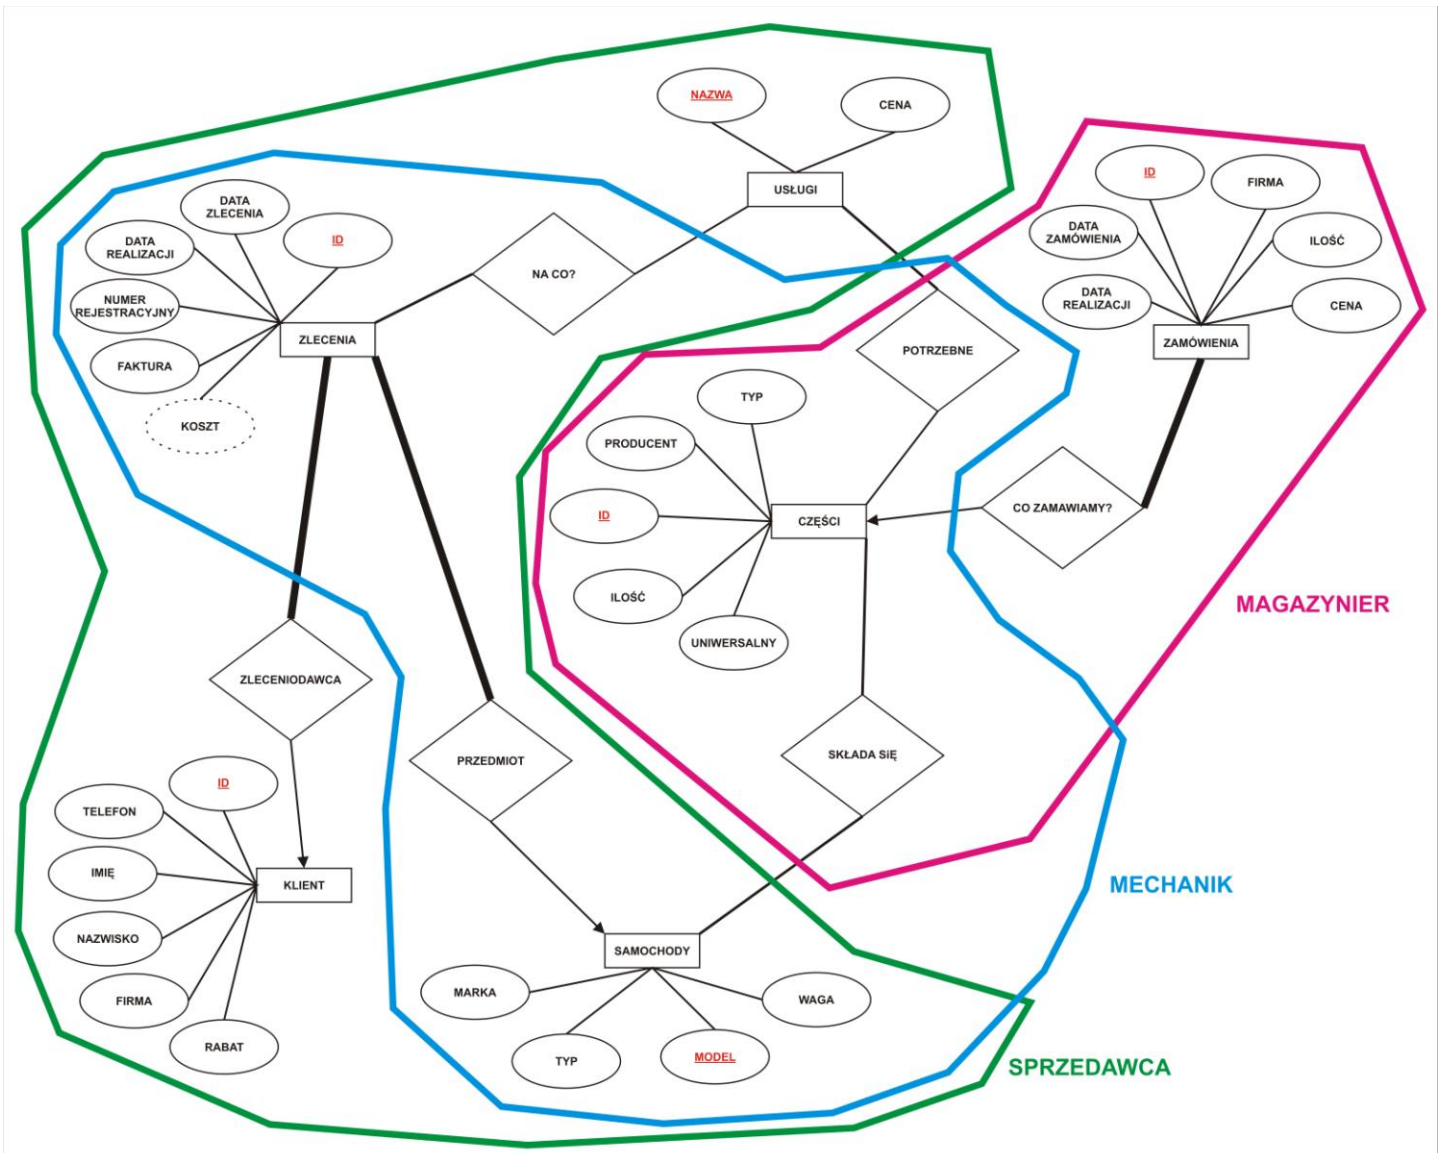 NAZWA
CENA
USŁUGI
ID
FIRMA
DATA
ZAMÓWIENIA
ILOŚĆ
DATA
REALIZACJI
CENA
ZAMÓWIENIA
DATA
ZLECENIA
ID
DATA
REALIZACJI
NUMER
REJESTRACYJNY
FAKTURA
KOSZT
ZLECENIA
NA CO?
POTRZEBNE
TYP
PRODUCENT
ID
ILOŚĆ
UNIWERSALNY
CZĘŚCI
CO ZAMAWIAMY?
MAGAZYNIER
ZLECENIODAWCA
PRZEDMIOT
SKŁADA SiĘ
ID
TELEFON
IMIĘ
NAZWISKO
FIRMA
RABAT
KLIENT
MECHANIK
SAMOCHODY
MARKA
TYP
MODEL
WAGA
SPRZEDAWCA